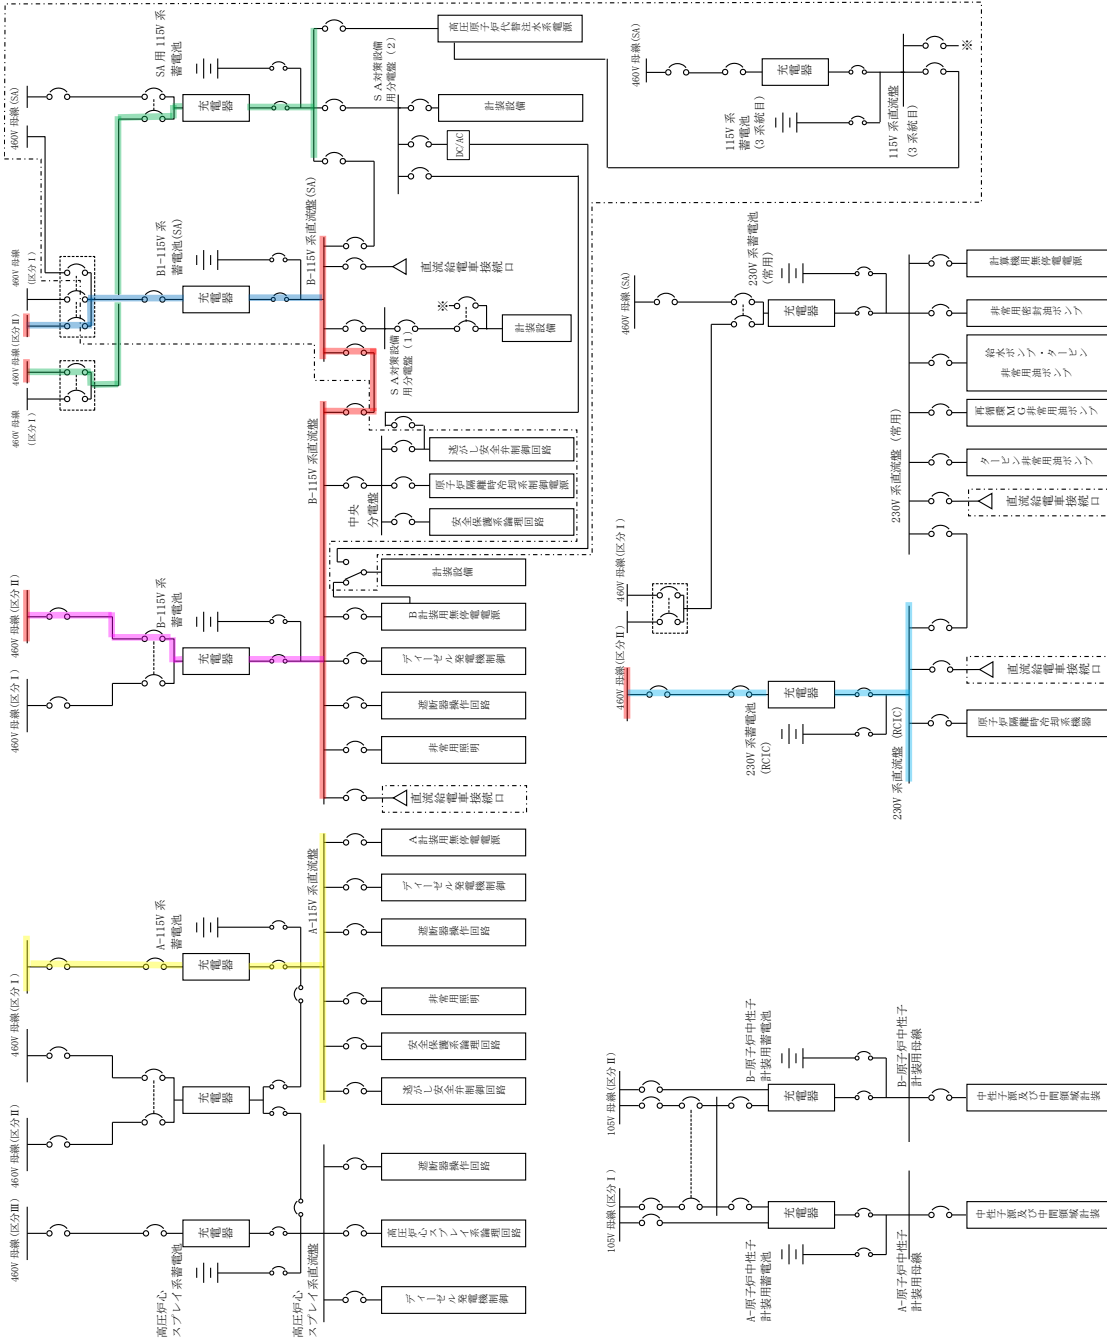 460V 母線(SA)
SA 用 115V 系
蓄電池
充電器
高圧原子炉代替注水系電源
SA対策設備
用分電盤 (2)
計装設備
DC/AC
460V 母線(SA)
充電器
115V 系
蓄電池
(3 系統目)
115V 系直流盤
(3 系統目)
※
460V 母線
(区分Ⅰ)
460V 母線(区分Ⅱ)
460V 母線(区分Ⅱ)
460V 母線
(区分Ⅰ)
B1-115V 系
蓄電池(SA)
充電器
B-115V 系直流盤(SA)
直流給電車接続口
SA対策設備
用分電盤 (1)
※
計装設備
B-115V 系直流盤
中央
分電盤
逃がし安全弁制御回路
原子炉隔離時冷却系制御電源
安全保護系論理回路
計装設備
B計装用無停電電源
ディーゼル発電機制御
遮断器操作回路
非常用照明
直流給電車接続口
460V 母線(区分Ⅱ)
460V 母線(区分Ⅰ)
B-115V 系
蓄電池
充電器
460V 母線(区分Ⅰ)
A-115V 系
蓄電池
充電器
A-115V 系直流盤
A計装用無停電電源
ディーゼル発電機制御
遮断器操作回路
非常用照明
安全保護系論理回路
逃がし安全弁制御回路
460V 母線(区分Ⅱ)
充電器
460V 母線(区分Ⅲ)
高圧炉心
スプレイ系蓄電池
充電器
高圧炉心
スプレイ系直流盤
遮断器操作回路
高圧炉心スプレイ系論理回路
ディーゼル発電機制御
460V 母線(SA)
230V 系蓄電池
(常用)
充電器
230V 系直流盤 (常用)
計算機用無停電電源
非常用密封油ポンプ
給水ポンプ・タービン
非常用油ポンプ
再循環MG非常用油ポンプ
タービン非常用油ポンプ
直流給電車接続口
460V 母線(区分Ⅰ)
460V 母線(区分Ⅱ)
230V 系蓄電池
(RCIC)
充電器
230V 系直流盤 (RCIC)
直流給電車接続口
原子炉隔離時冷却系機器
105V 母線(区分Ⅱ)
B-原子炉中性子
計装用蓄電池
充電器
B-原子炉中性子
計装用母線
中性子源及び中間領域計装
105V 母線(区分Ⅰ)
A-原子炉中性子
計装用蓄電池
充電器
A-原子炉中性子
計装用母線
中性子源及び中間領域計装